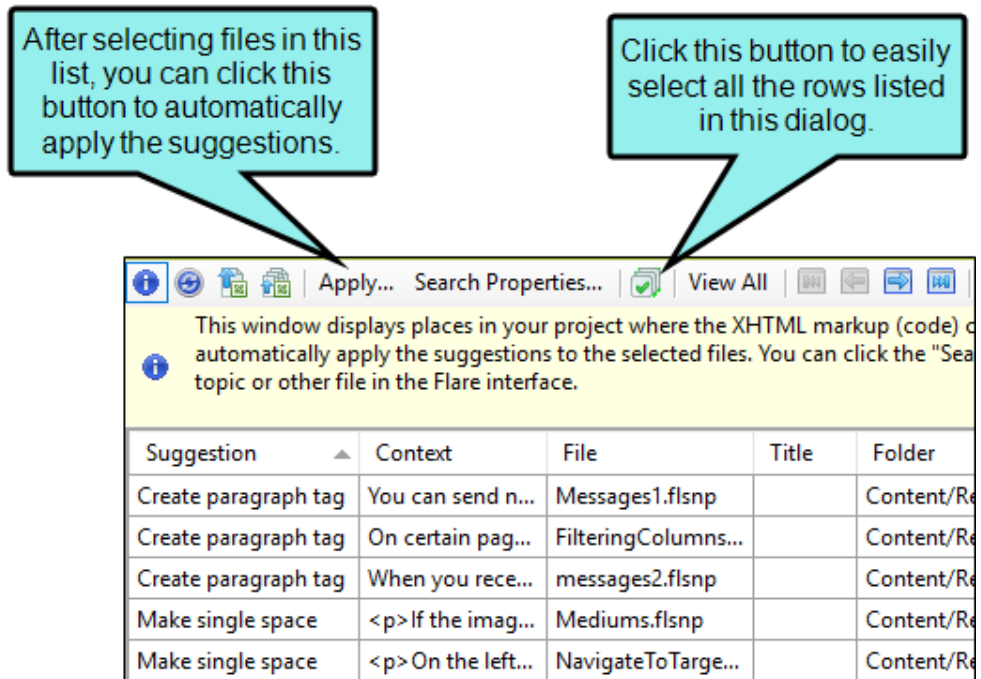 After selecting files in this
list, you can click this
button to automatically
apply the suggestions.
Click this button to easily
select all the rows listed
in this dialog.
Apply... Search Properties... View All
This window displays places in your project where the XHTML markup (code) c
automatically apply the suggestions to the selected files. You can click the "Sea
topic or other file in the Flare interface.
Suggestion Context File Title Folder
Create paragraph tag You can send n... Messages1.flsnp Content/Re
Create paragraph tag On certain pag... FilteringColumns... Content/Re
Create paragraph tag When you rece... messages2.flsnp Content/Re
Make single space <p>If the imag... Mediums.flsnp Content/Re
Make single space <p>On the left... NavigateToTarge... Content/Re